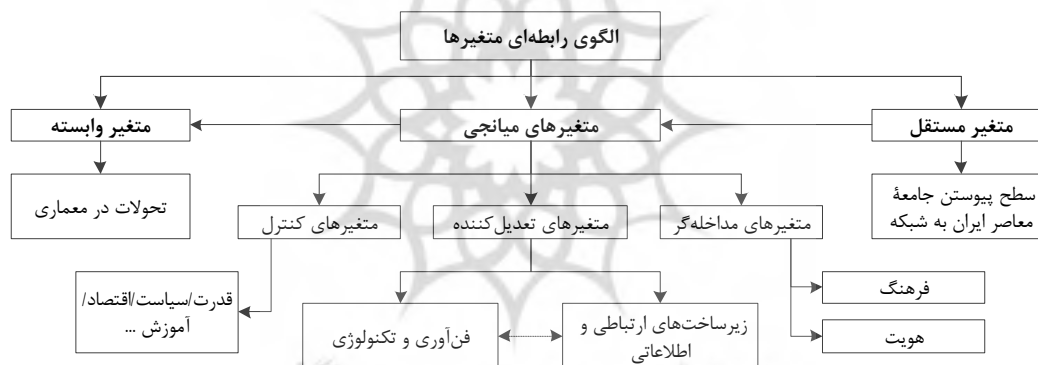 الگوی رابطه‌ای متغیرها
متغیر مستقل
متغیرهای میانجی
متغیر وابسته
سطح پیوستن جامعهٔ
معاصر ایران به شبکه
تحولات در معماری
متغیرهای مداخله‌گر
متغیرهای تعدیل‌کننده
متغیرهای کنترل
فرهنگ
هویت
زیرساخت‌های ارتباطی و
اطلاعاتی
فن‌آوری و تکنولوژی
قدرت/سیاست/اقتصاد/
آموزش ...